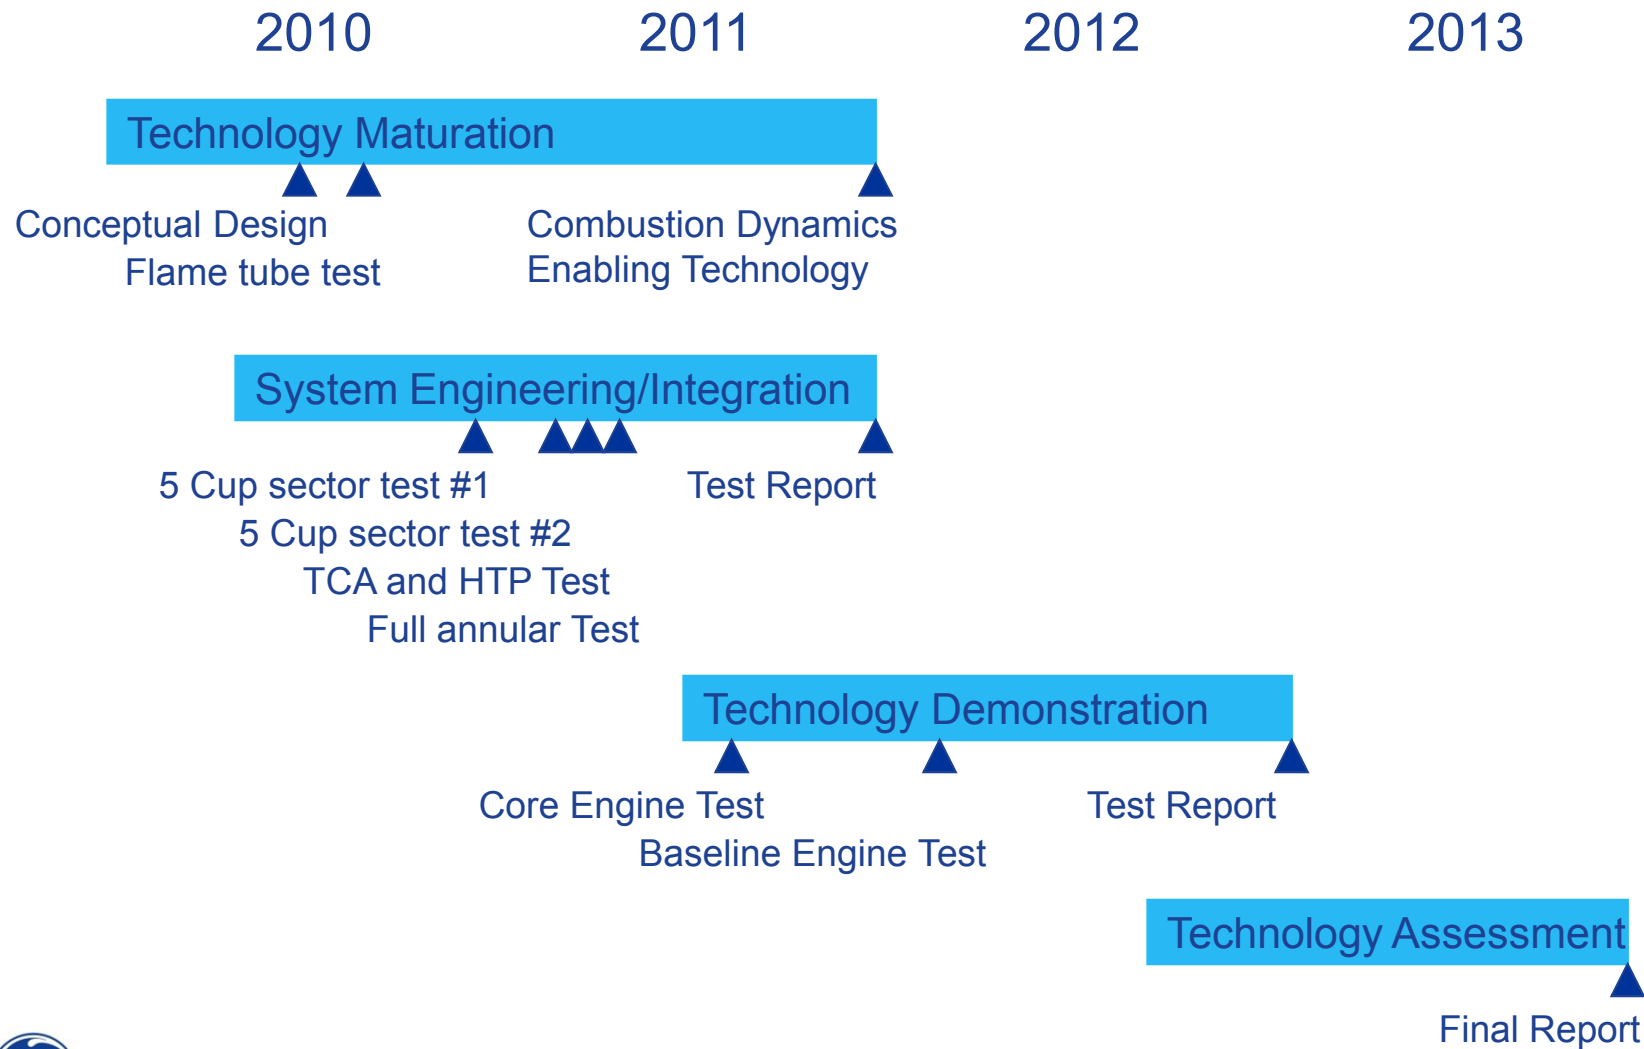 2010 2011 2012 2013
Technology Maturation
Conceptual Design
Flame tube test
Combustion Dynamics
Enabling Technology
System Engineering/Integration
5 Cup sector test #1
5 Cup sector test #2
TCA and HTP Test
Full annular Test
Test Report
Technology Demonstration
Core Engine Test
Baseline Engine Test
Test Report
Technology Assessment
Final Report